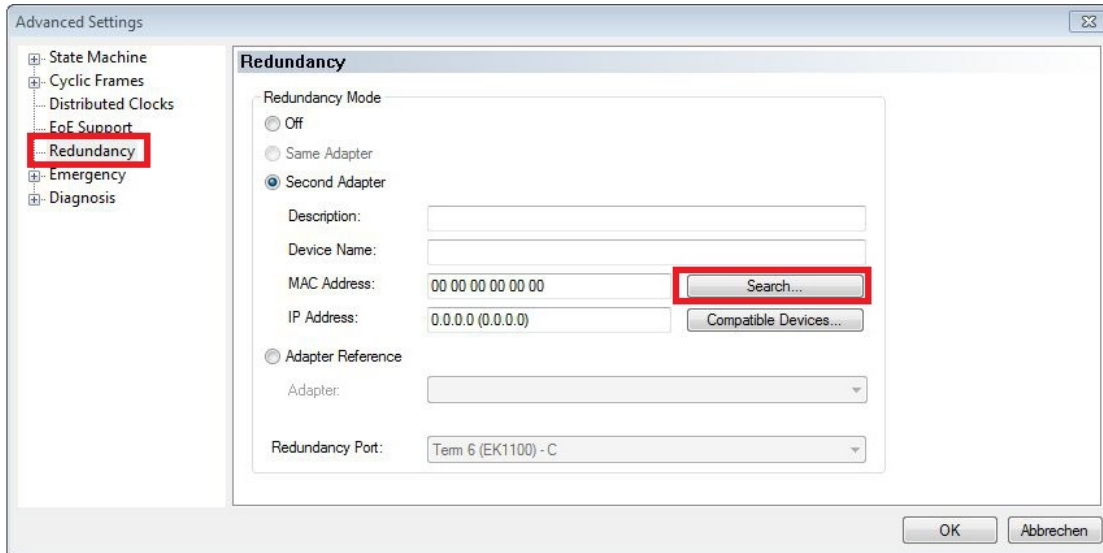 Advanced Settings
State Machine
Cyclic Frames
Distributed Clocks
EoE Support
Redundancy
Emergency
Diagnosis
Redundancy
Redundancy Mode
Off
Same Adapter
Second Adapter
Description:
Device Name:
MAC Address: 00 00 00 00 00 00 Search...
IP Address: 0.0.0.0 (0.0.0.0) Compatible Devices...
Adapter Reference
Adapter:
Redundancy Port: Term 6 (EK1100) - C
OK Abbrechen